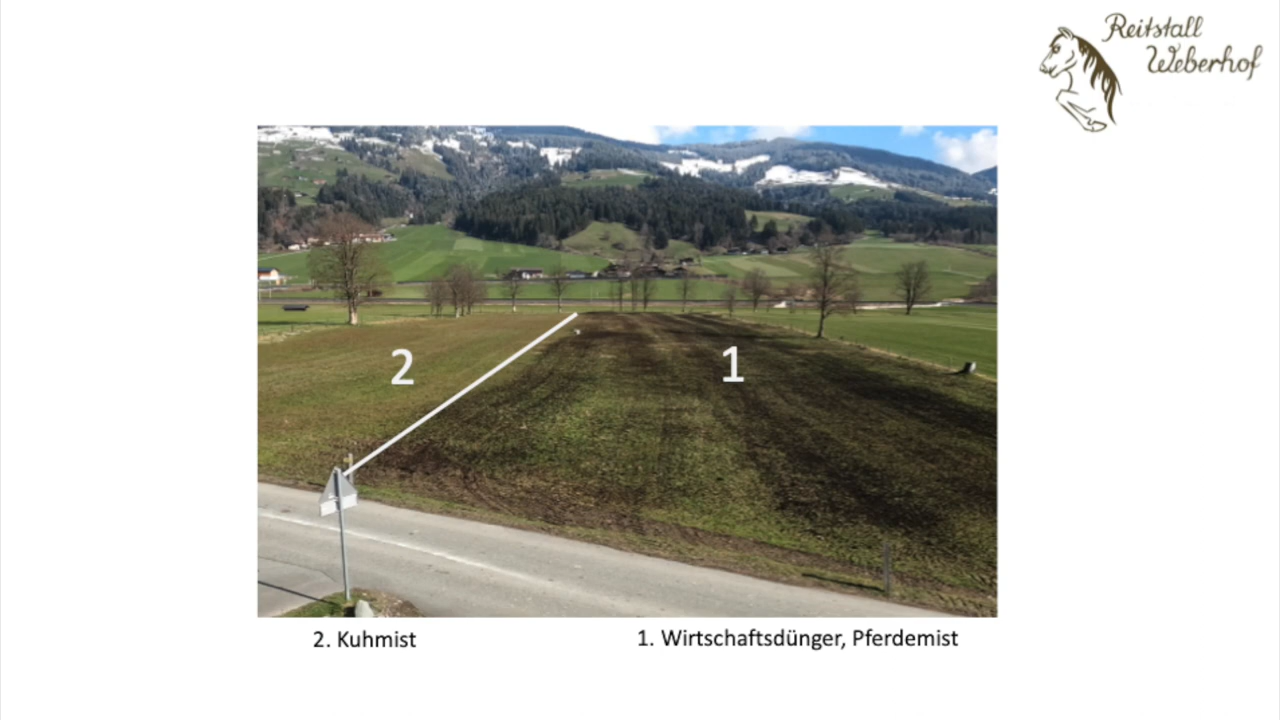 Reitstall
Weberhof
2
1
2. Kuhmist
1. Wirtschaftsdünger, Pferdemist